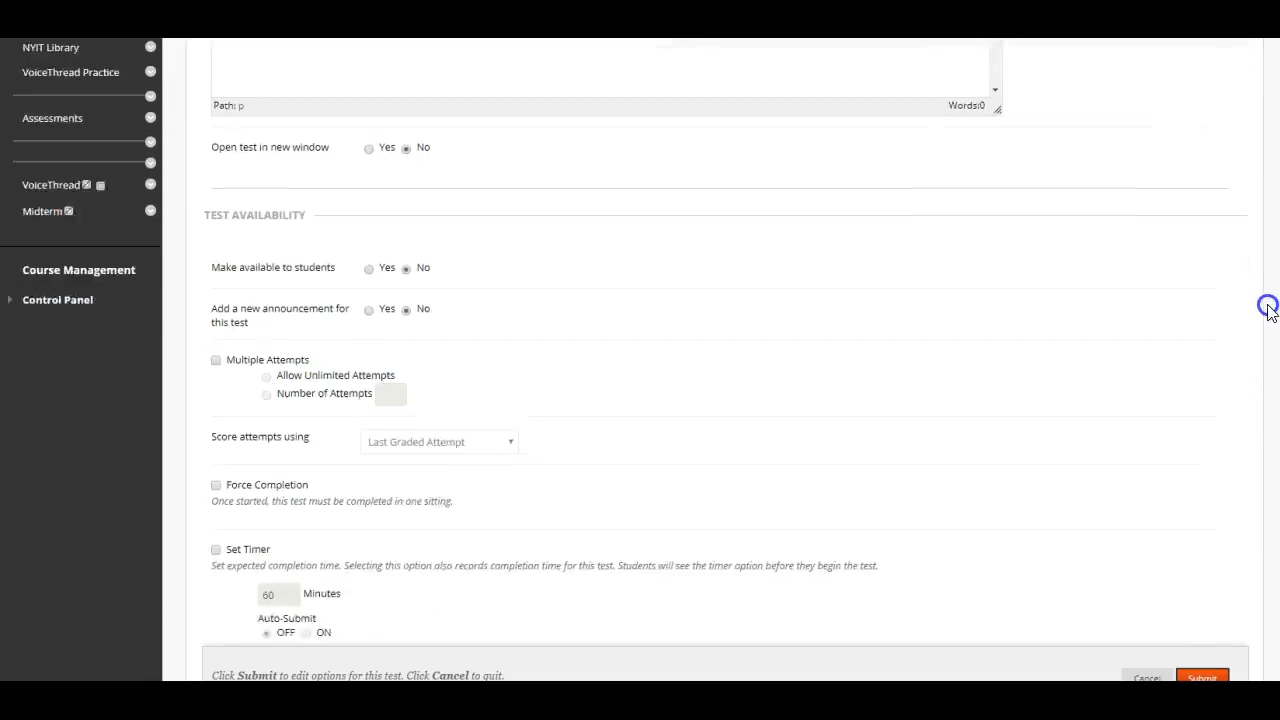 NYIT Library
VoiceThread Practice
Assessments
VoiceThread
Midterm
Course Management
Control Panel
Path: p
Words:0
Open test in new window
Yes No
TEST AVAILABILITY
Make available to students
Yes No
Add a new announcement for
this test
Yes No
Multiple Attempts
Allow Unlimited Attempts
Number of Attempts
Score attempts using
Last Graded Attempt
Force Completion
Once started, this test must be completed in one sitting.
Set Timer
Set expected completion time. Selecting this option also records completion time for this test. Students will see the timer option before they begin the test.
60 Minutes
Auto-Submit
OFF ON
Click Submit to edit options for this test. Click Cancel to quit.
Cancel Submit